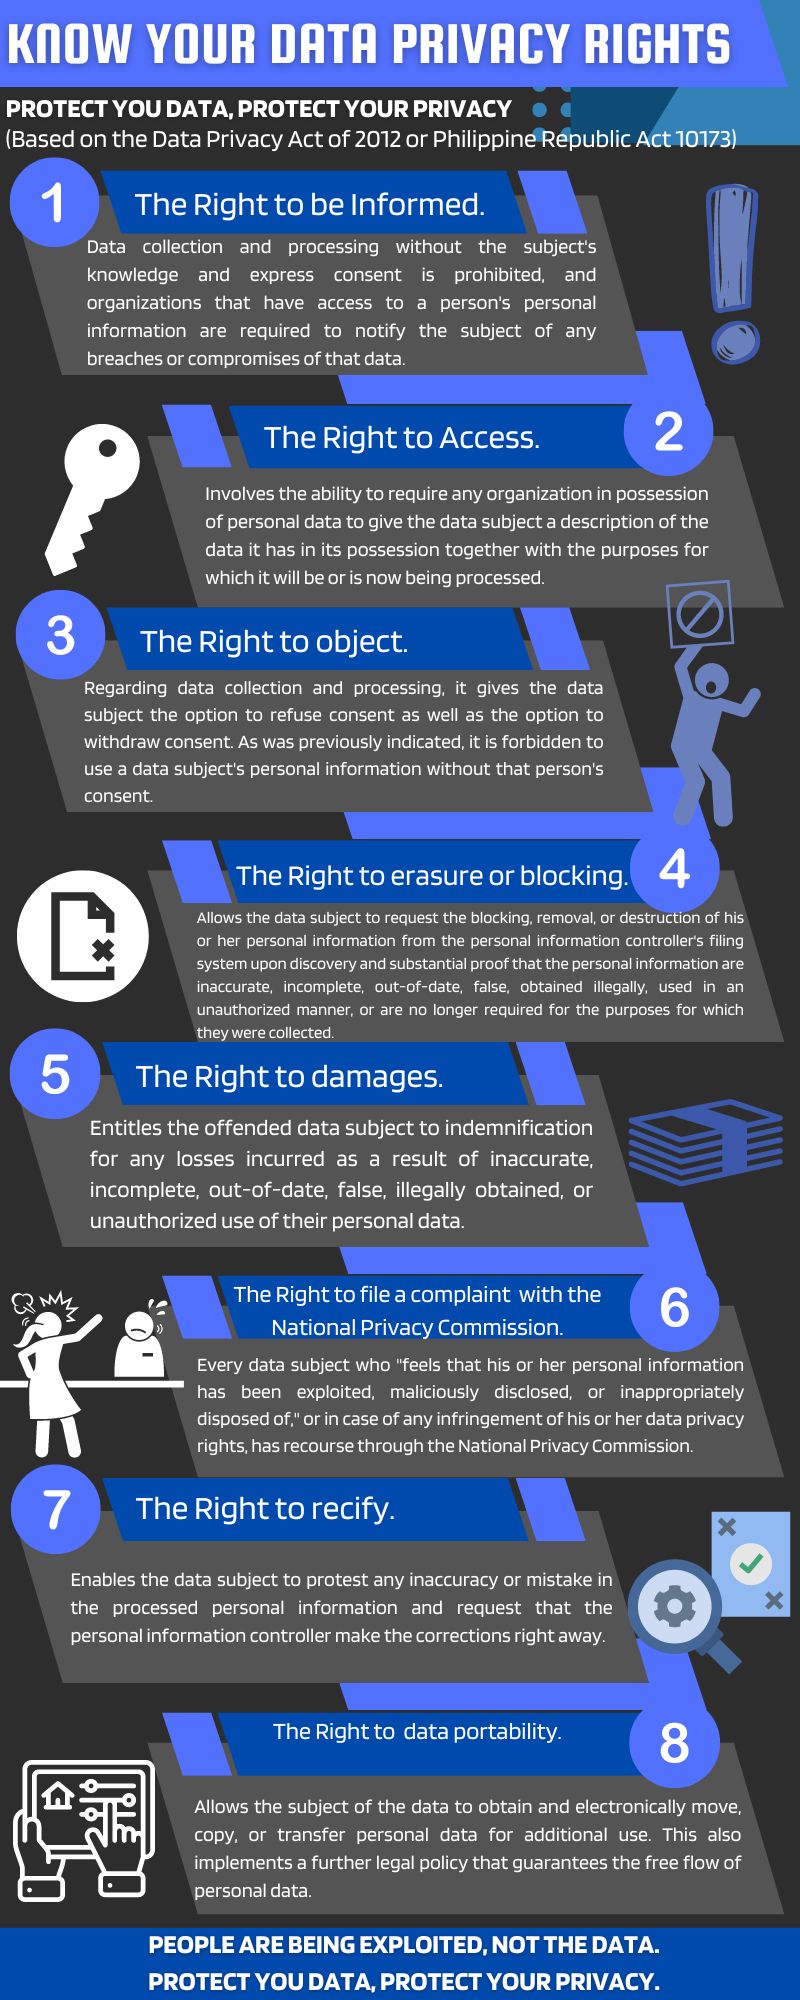 KNOW YOUR DATA PRIVACY RIGHTS
PROTECT YOU DATA, PROTECT YOUR PRIVACY
(Based on the Data Privacy Act of 2012 or Philippine Republic Act 10173)
1
The Right to be Informed.
Data collection and processing without the subject's
knowledge and express consent is prohibited, and
organizations that have access to a person's personal
information are required to notify the subject of any
breaches or compromises of that data.
The Right to Access.
2
Involves the ability to require any organization in possession
of personal data to give the data subject a description of the
data it has in its possession together with the purposes for
which it will be or is now being processed.
3
The Right to object.
Regarding data collection and processing, it gives the data
subject the option to refuse consent as well as the option to
withdraw consent. As was previously indicated, it is forbidden to
use a data subject's personal information without that person's
consent.
The Right to erasure or blocking.
4
Allows the data subject to request the blocking, removal, or destruction of his
or her personal information from the personal information controller's filing
system upon discovery and substantial proof that the personal information are
inaccurate, incomplete, out-of-date, false, obtained illegally, used in an
unauthorized manner, or are no longer required for the purposes for which
they were collected.
5
The Right to damages.
Entitles the offended data subject to indemnification
for any losses incurred as a result of inaccurate,
incomplete, out-of-date, false, illegally obtained, or
unauthorized use of their personal data.
The Right to file a complaint with the
National Privacy Commission.
6
Every data subject who "feels that his or her personal information
has been exploited, maliciously disclosed, or inappropriately
disposed of," or in case of any infringement of his or her data privacy
rights, has recourse through the National Privacy Commission.
7
The Right to recify.
Enables the data subject to protest any inaccuracy or mistake in
the processed personal information and request that the
personal information controller make the corrections right away.
The Right to data portability.
8
Allows the subject of the data to obtain and electronically move,
copy, or transfer personal data for additional use. This also
implements a further legal policy that guarantees the free flow of
personal data.
PEOPLE ARE BEING EXPLOITED, NOT THE DATA.
PROTECT YOU DATA, PROTECT YOUR PRIVACY.